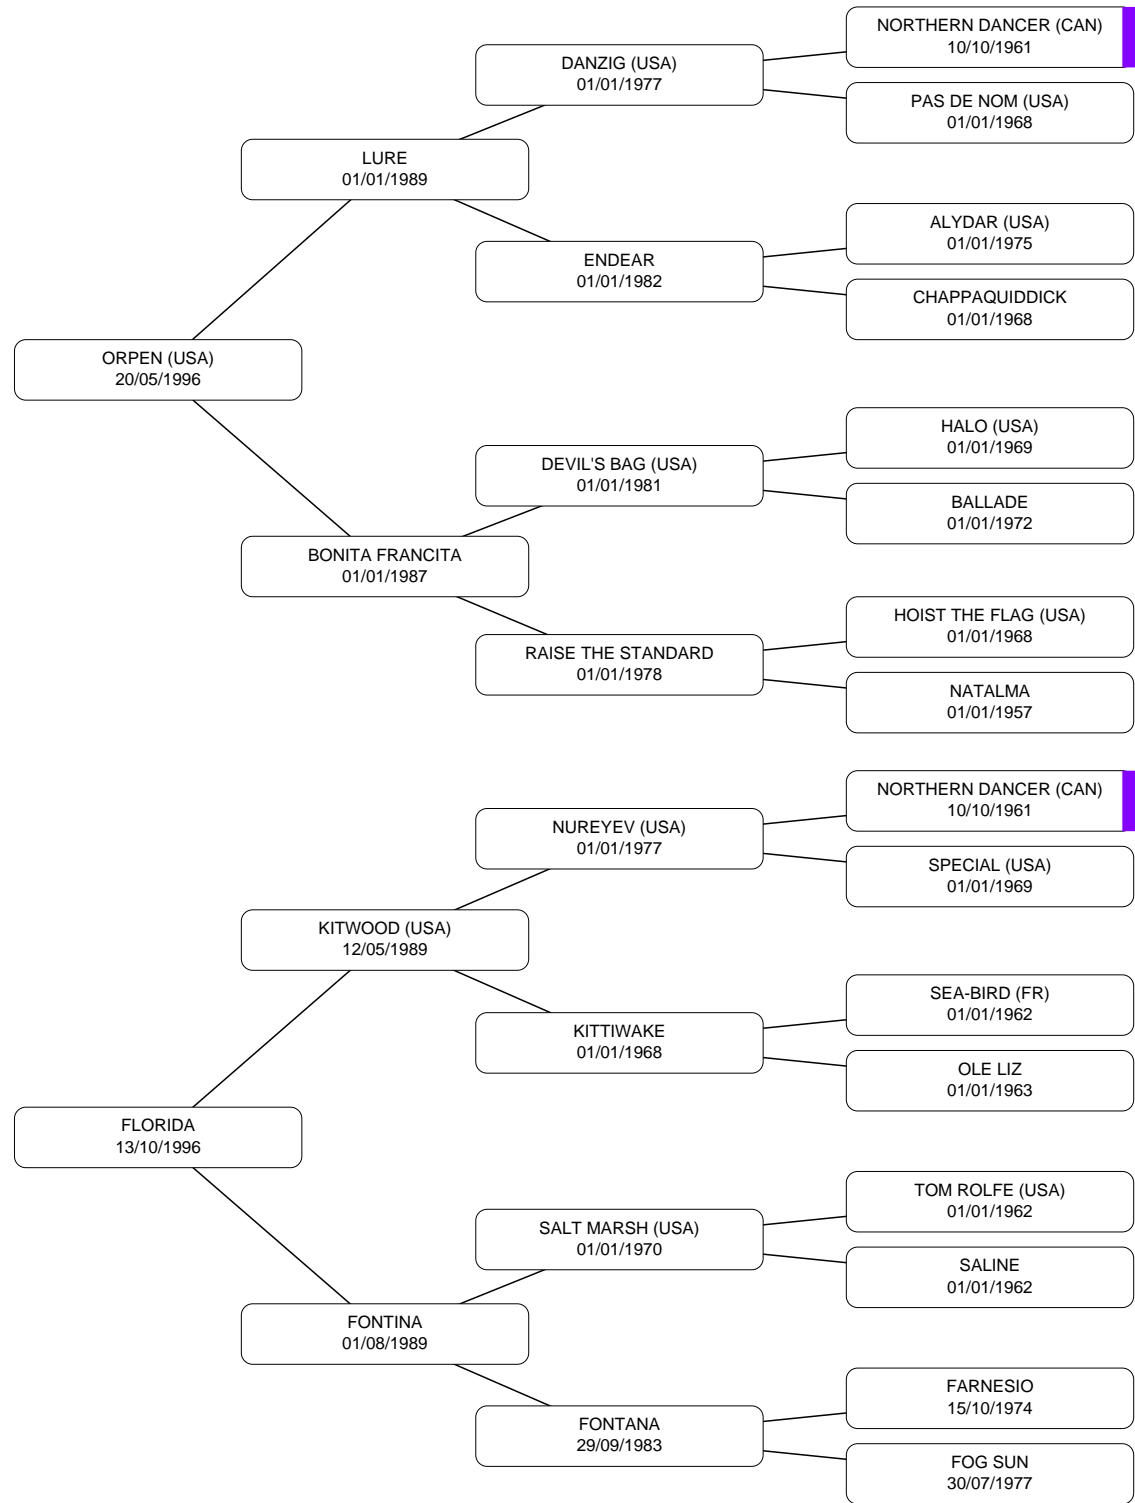 NORTHERN DANCER (CAN)
10/10/1961
DANZIG (USA)
01/01/1977
PAS DE NOM (USA)
01/01/1968
LURE
01/01/1989
ALYDAR (USA)
01/01/1975
ENDEAR
01/01/1982
CHAPPAQUIDDICK
01/01/1968
ORPEN (USA)
20/05/1996
HALO (USA)
01/01/1969
DEVIL'S BAG (USA)
01/01/1981
BALLADE
01/01/1972
BONITA FRANCITA
01/01/1987
HOIST THE FLAG (USA)
01/01/1968
RAISE THE STANDARD
01/01/1978
NATALMA
01/01/1957
NORTHERN DANCER (CAN)
10/10/1961
NUREYEV (USA)
01/01/1977
SPECIAL (USA)
01/01/1969
KITWOOD (USA)
12/05/1989
SEA-BIRD (FR)
01/01/1962
KITTIWAKE
01/01/1968
OLE LIZ
01/01/1963
FLORIDA
13/10/1996
TOM ROLFE (USA)
01/01/1962
SALT MARSH (USA)
01/01/1970
SALINE
01/01/1962
FONTINA
01/08/1989
FARNESIO
15/10/1974
FONTANA
29/09/1983
FOG SUN
30/07/1977